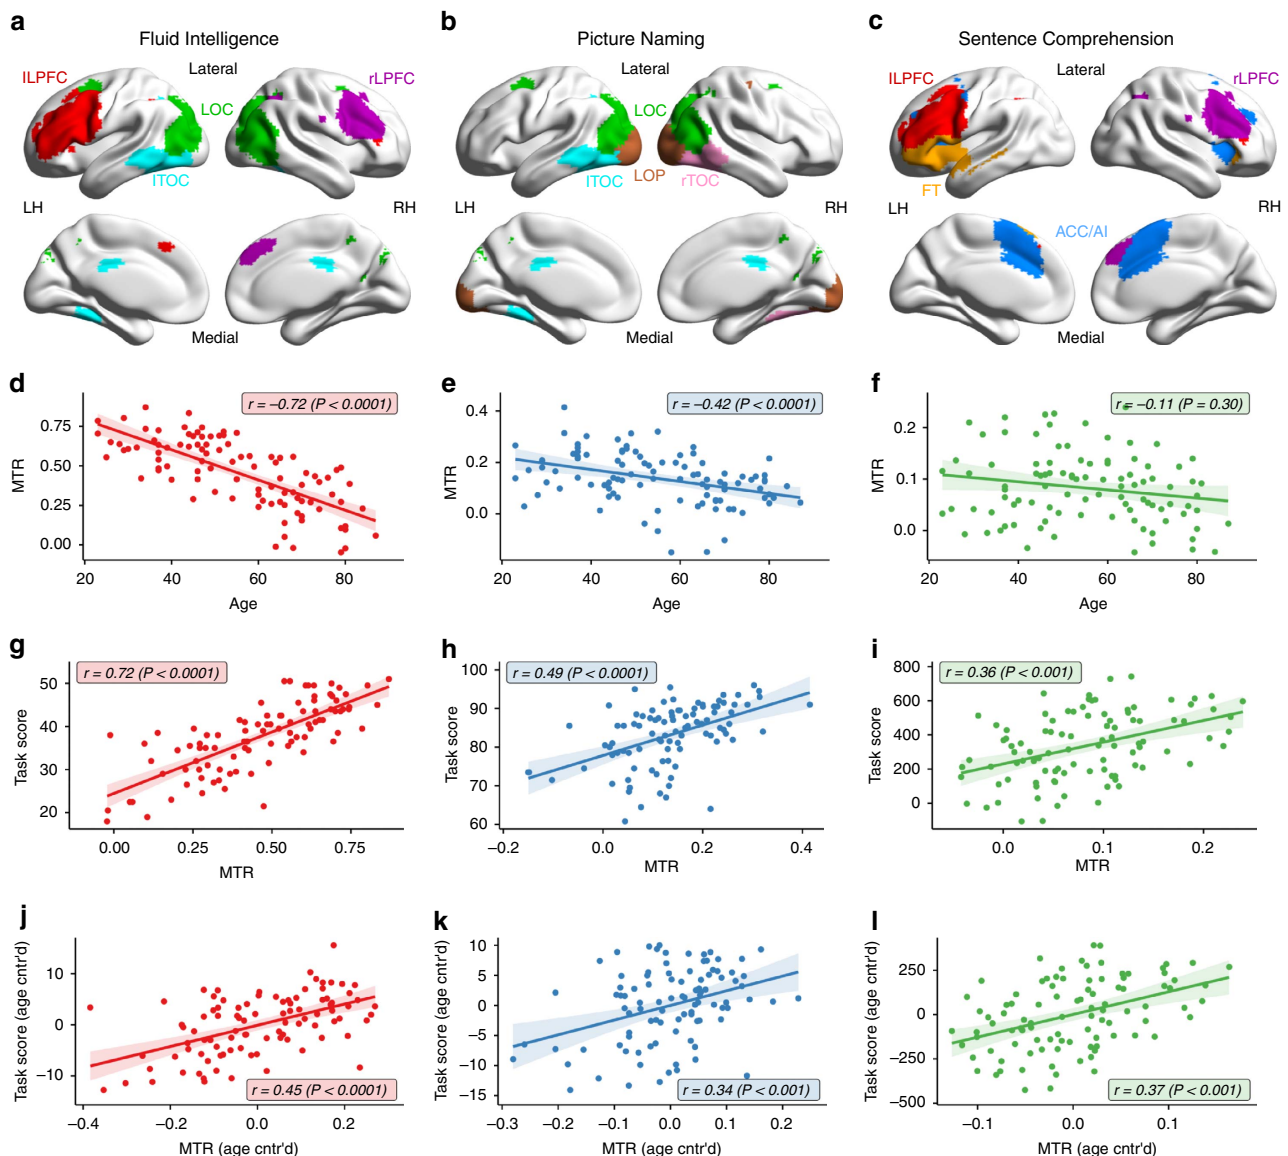 a
Fluid Intelligence
lLPFC
Lateral
rLPFC
LOC
lTOC
LH
RH
Medial
b
Picture Naming
Lateral
LOC
lTOC
LOP
rTOC
LH
RH
Medial
c
Sentence Comprehension
lLPFC
Lateral
rLPFC
FT
LH
RH
ACC/AI
Medial
d
r = –0.72 (P < 0.0001)
MTR
0.75
0.50
0.25
0.00
20 40 60 80
Age
e
r = –0.42 (P < 0.0001)
MTR
0.4
0.2
0.0
20 40 60 80
Age
f
r = –0.11 (P = 0.30)
MTR
0.2
0.1
0.0
20 40 60 80
Age
g
r = 0.72 (P < 0.0001)
Task score
50
40
30
20
0.00 0.25 0.50 0.75
MTR
h
r = 0.49 (P < 0.0001)
Task score
100
90
80
70
60
–0.2 0.0 0.2 0.4
MTR
i
r = 0.36 (P < 0.001)
Task score
800
600
400
200
0
0.0 0.1 0.2
MTR
j
Task score (age cntr'd)
10
0
–10
r = 0.45 (P < 0.0001)
–0.4 –0.2 0.0 0.2
MTR (age cntr'd)
k
Task score (age cntr'd)
10
5
0
–5
–10
–15
r = 0.34 (P < 0.001)
–0.3 –0.2 –0.1 0.0 0.1 0.2
MTR (age cntr'd)
l
Task score (age cntr'd)
250
0
–250
–500
r = 0.37 (P < 0.001)
–0.1 0.0 0.1
MTR (age cntr'd)